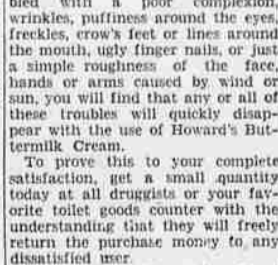 bled with a poor complexion,
wrinkles, puffiness around the eyes,
freckles, crow's feet or lines around
the mouth, ugly finger nails, or just
a simple roughness of the face,
hands or arms caused by wind or
sun, you will find that any or all of
these troubles will quickly disap-
pear with the use of Howard's But-
termilk Cream.
To prove this to your complete
satisfaction, get a small quantity
today at all druggists or your fav-
orite toilet goods counter with the
understanding that they will freely
return the purchase money to any
dissatisfied user.